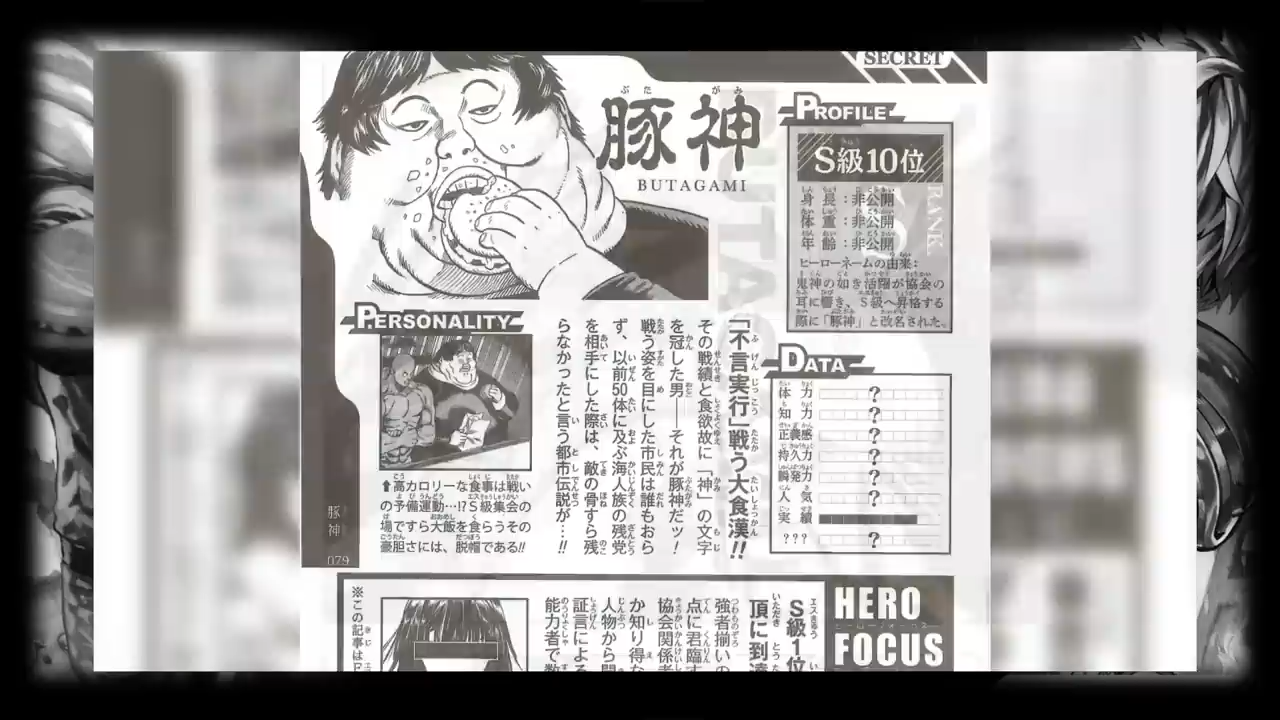 SECRET
豚神
BUTAGAMI
PROFILE
S級10位
RANK
身長：非公開
体重：非公開
年齢：非公開
ヒーローネームの由来：
鬼神の如き活躍が協会の
耳に響き、S級へ昇格する
際に「豚神」と改名された。
PERSONALITY
⬆高カロリーな食事は戦い
の予備運動…!?S級集会の
場ですら大飯を食らうその
豪胆さには、脱帽である!!
「不言実行」戦う大食漢!!
その戦績と食欲故に「神」の文字
を冠した男――それが豚神だッ！
戦う姿を目にした市民は誰もおら
ず、以前50体に及ぶ海人族の残党
を相手にした際は、敵の骨すら残
らなかったと言う都市伝説が…!!
DATA
体力 ?
知力 ?
正義感 ?
持久力 ?
瞬発力 ?
人気 ?
実績
??? ?
豚神
079
HERO
FOCUS
S級1位
頂に到達
強者揃いの
点に君臨す
協会関係者
か知り得な
人物から聞
証言による
能力者で数
※この記事は